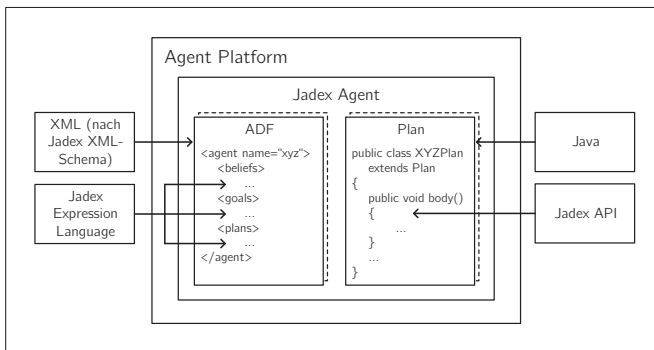 Agent Platform
Jadex Agent
XML (nach
Jadex XML-
Schema)
Jadex
Expression
Language
ADF
<agent name="xyz">
<beliefs>
...
<goals>
...
<plans>
...
</agent>
Plan
public class XYZPlan
extends Plan
{
public void body()
{
...
}
...
}
Java
Jadex API